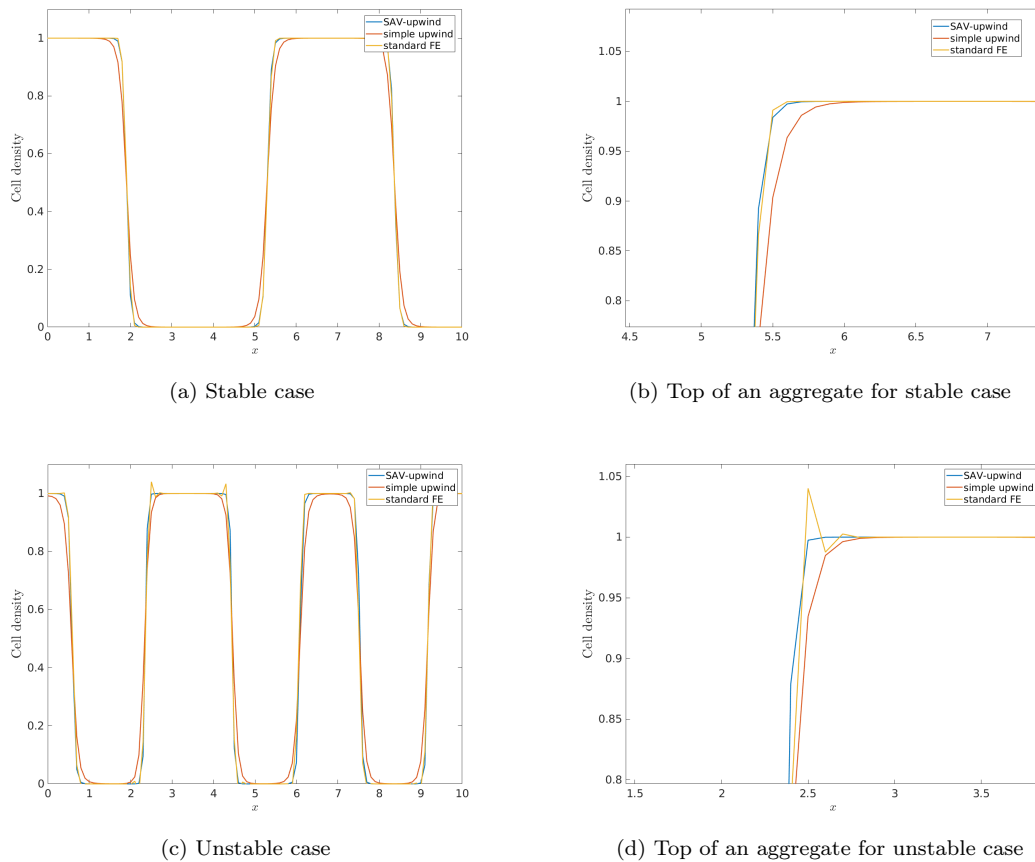 SAV-upwind
simple upwind
standard FE
1
0.8
0.6
0.4
0.2
0
Cell density
0 1 2 3 4 5 6 7 8 9 10
x
(a) Stable case
SAV-upwind
simple upwind
standard FE
1.05
1
0.95
0.9
0.85
0.8
Cell density
4.5 5 5.5 6 6.5 7
x
(b) Top of an aggregate for stable case
SAV-upwind
simple upwind
standard FE
1
0.8
0.6
0.4
0.2
0
Cell density
0 1 2 3 4 5 6 7 8 9 10
x
(c) Unstable case
SAV-upwind
simple upwind
standard FE
1.05
1
0.95
0.9
0.85
0.8
Cell density
1.5 2 2.5 3 3.5
x
(d) Top of an aggregate for unstable case